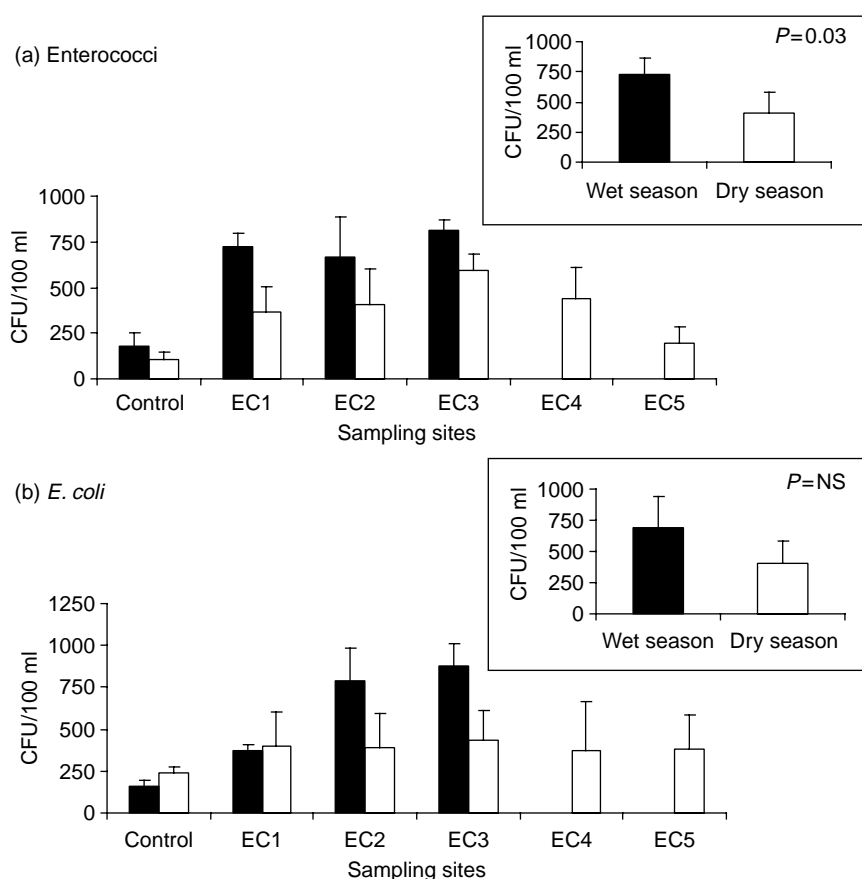 (a) Enterococci
P=0.03
CFU/100 ml
1000
750
500
250
0
Wet season Dry season
CFU/100 ml
1000
750
500
250
0
Control EC1 EC2 EC3 EC4 EC5
Sampling sites
(b) E. coli
P=NS
CFU/100 ml
1000
750
500
250
0
Wet season Dry season
CFU/100 ml
1250
1000
750
500
250
0
Control EC1 EC2 EC3 EC4 EC5
Sampling sites